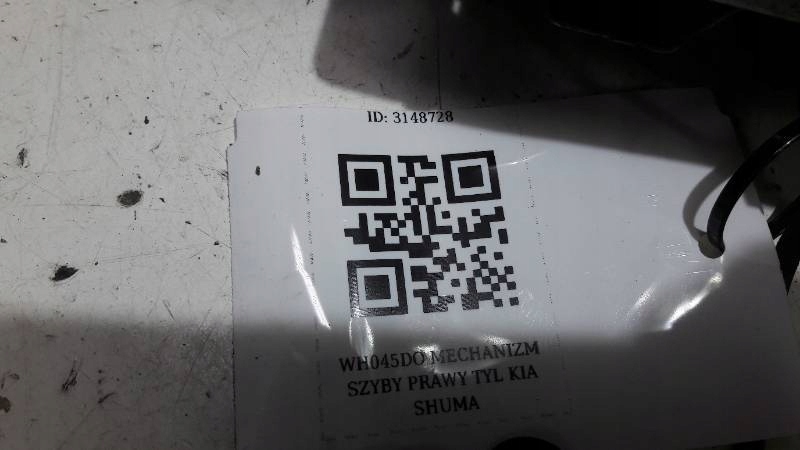 ID: 3148728
WH045DO MECHANIZM
SZYBY PRAWY TYL KIA
SHUMA